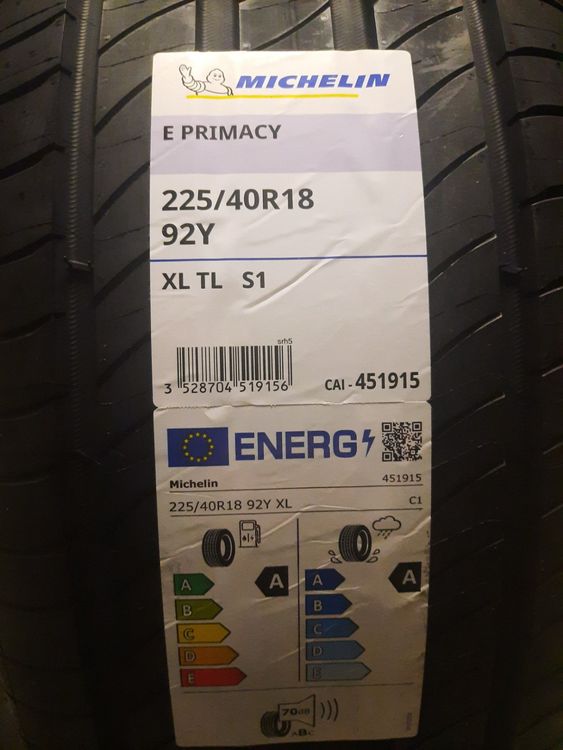 MICHELIN
E PRIMACY
225/40R18
92Y
XL TL S1
srh5
3 528704 519156
CAI - 451915
ENERG
Michelin 451915
225/40R18 92Y XL C1
A A
A A
B B
C C
D D
E E
70dB
ABC